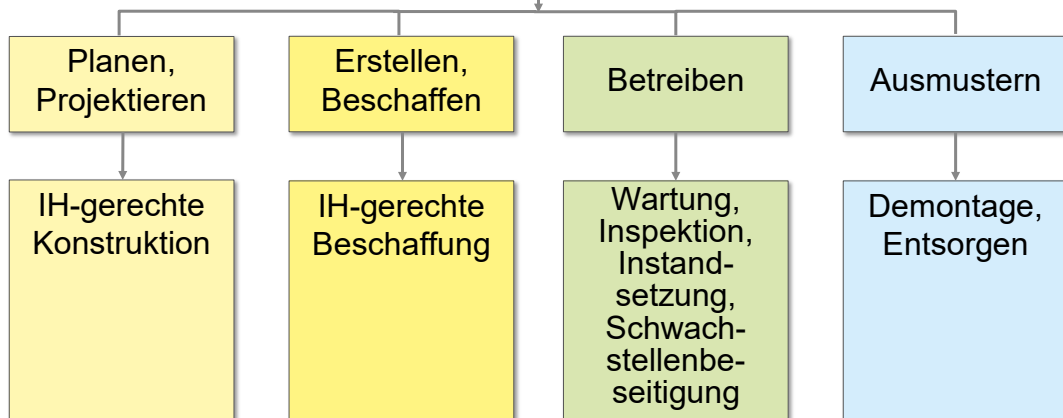 Planen,
Projektieren
Erstellen,
Beschaffen
Betreiben
Ausmustern
IH-gerechte
Konstruktion
IH-gerechte
Beschaffung
Wartung,
Inspektion,
Instand-
setzung,
Schwach-
stellenbe-
seitigung
Demontage,
Entsorgen